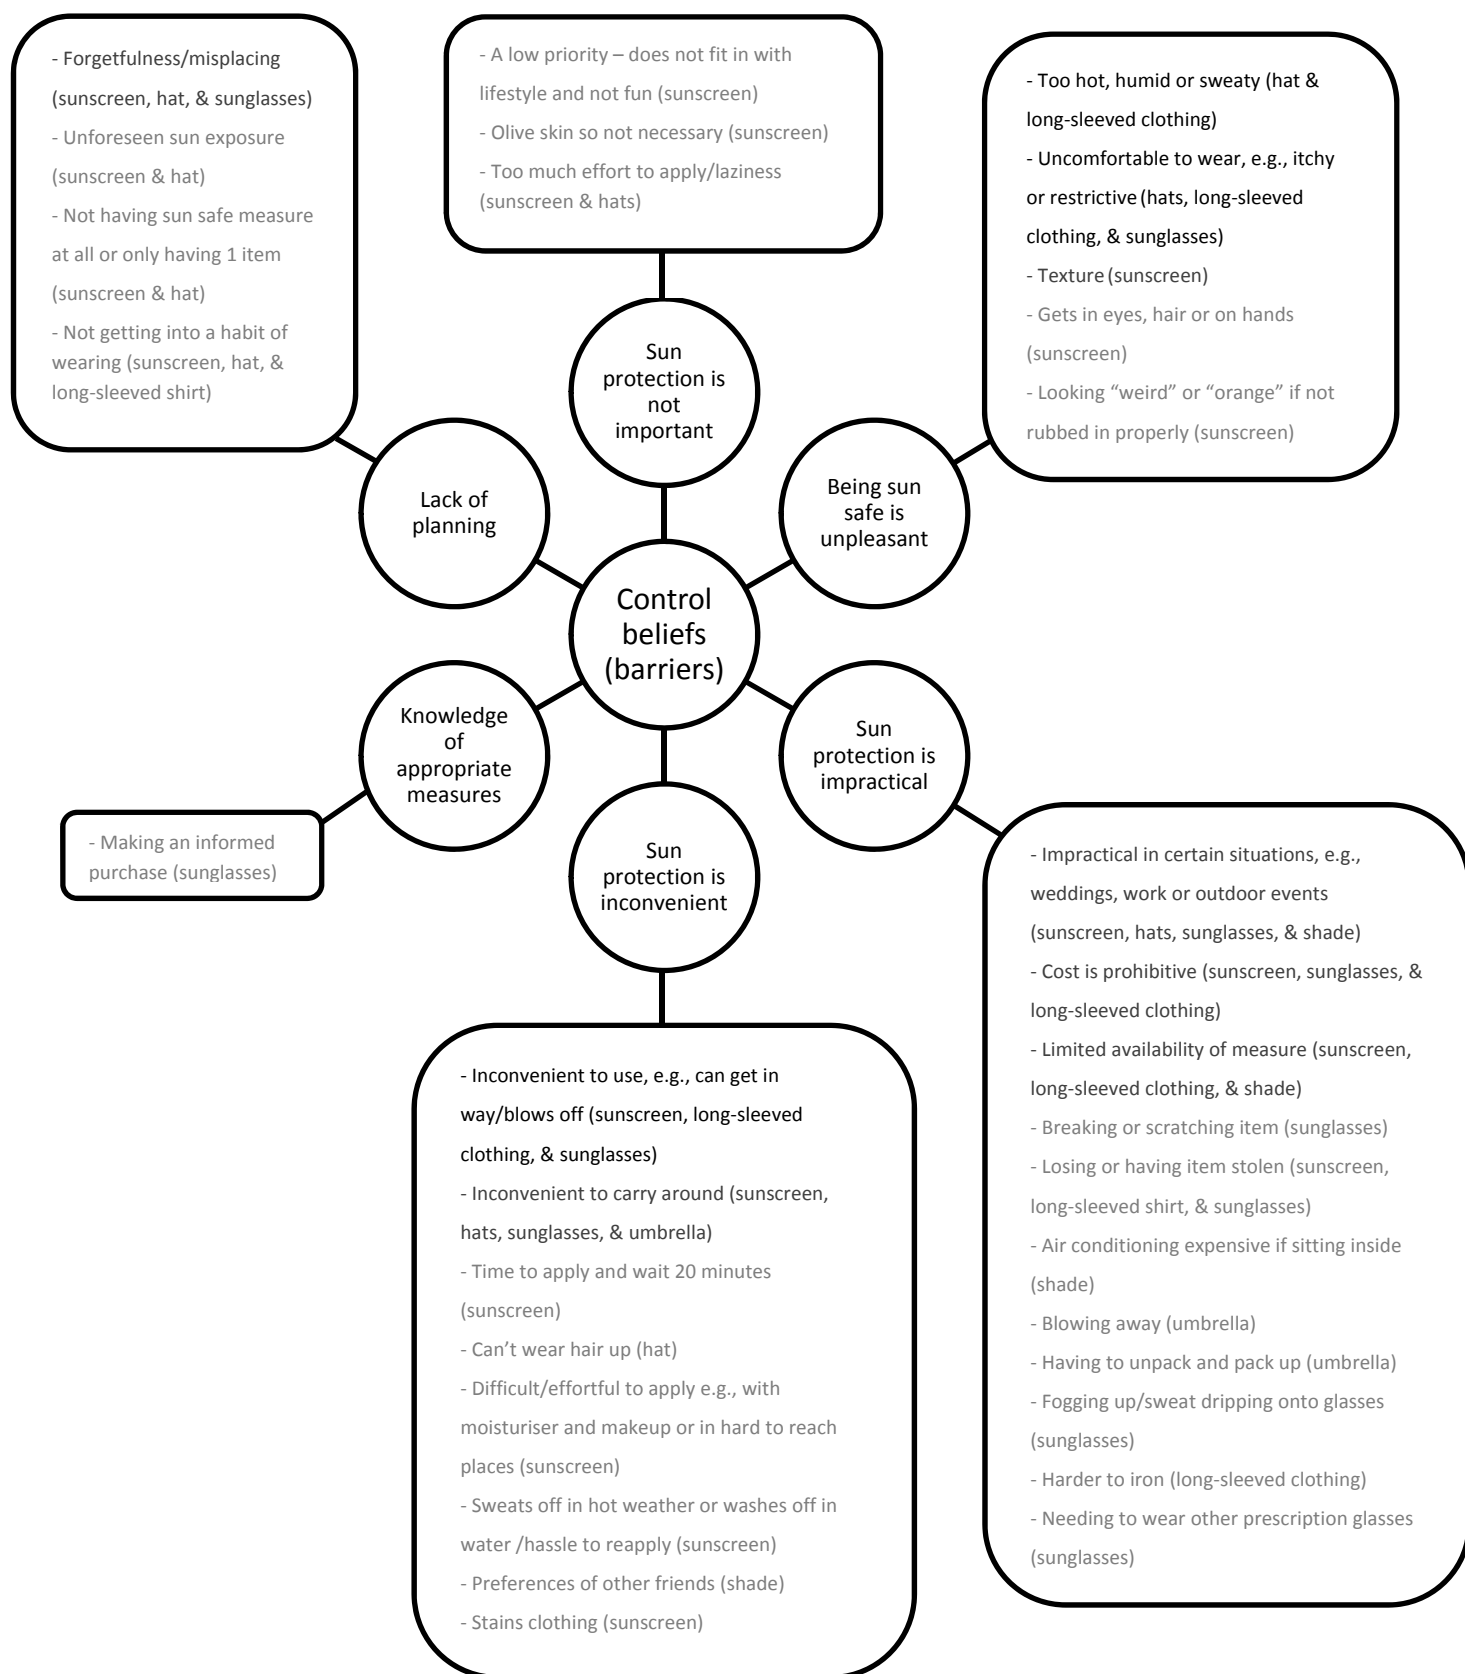 - Forgetfulness/misplacing
(sunscreen, hat, & sunglasses)
- Unforeseen sun exposure
(sunscreen & hat)
- Not having sun safe measure
at all or only having 1 item
(sunscreen & hat)
- Not getting into a habit of
wearing (sunscreen, hat, &
long-sleeved shirt)
- A low priority – does not fit in with
lifestyle and not fun (sunscreen)
- Olive skin so not necessary (sunscreen)
- Too much effort to apply/laziness
(sunscreen & hats)
- Too hot, humid or sweaty (hat &
long-sleeved clothing)
- Uncomfortable to wear, e.g., itchy
or restrictive (hats, long-sleeved
clothing, & sunglasses)
- Texture (sunscreen)
- Gets in eyes, hair or on hands
(sunscreen)
- Looking “weird” or “orange” if not
rubbed in properly (sunscreen)
Sun
protection is
not
important
Lack of
planning
Being sun
safe is
unpleasant
Control
beliefs
(barriers)
Knowledge
of
appropriate
measures
Sun
protection is
impractical
Sun
protection is
inconvenient
- Making an informed
purchase (sunglasses)
- Inconvenient to use, e.g., can get in
way/blows off (sunscreen, long-sleeved
clothing, & sunglasses)
- Inconvenient to carry around (sunscreen,
hats, sunglasses, & umbrella)
- Time to apply and wait 20 minutes
(sunscreen)
- Can’t wear hair up (hat)
- Difficult/effortful to apply e.g., with
moisturiser and makeup or in hard to reach
places (sunscreen)
- Sweats off in hot weather or washes off in
water /hassle to reapply (sunscreen)
- Preferences of other friends (shade)
- Stains clothing (sunscreen)
- Impractical in certain situations, e.g.,
weddings, work or outdoor events
(sunscreen, hats, sunglasses, & shade)
- Cost is prohibitive (sunscreen, sunglasses, &
long-sleeved clothing)
- Limited availability of measure (sunscreen,
long-sleeved clothing, & shade)
- Breaking or scratching item (sunglasses)
- Losing or having item stolen (sunscreen,
long-sleeved shirt, & sunglasses)
- Air conditioning expensive if sitting inside
(shade)
- Blowing away (umbrella)
- Having to unpack and pack up (umbrella)
- Fogging up/sweat dripping onto glasses
(sunglasses)
- Harder to iron (long-sleeved clothing)
- Needing to wear other prescription glasses
(sunglasses)